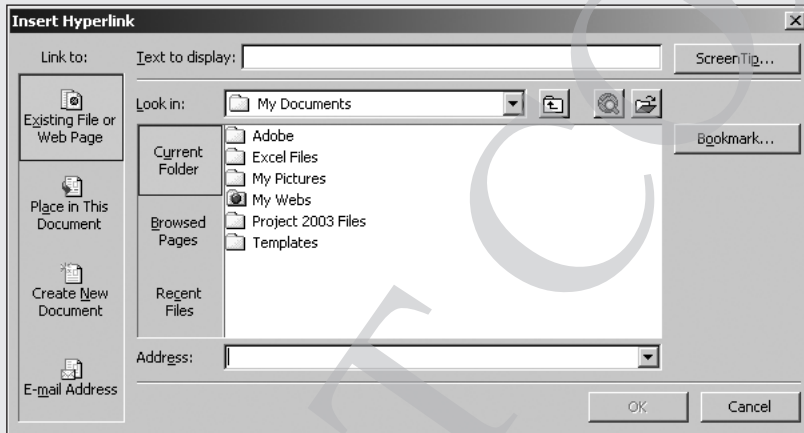 Insert Hyperlink
Link to:
Text to display:
ScreenTip...
Existing File or
Web Page
Look in:
My Documents
Bookmark...
Current
Folder
Adobe
Excel Files
My Pictures
My Webs
Project 2003 Files
Templates
Place in This
Document
Browsed
Pages
Create New
Document
Recent
Files
E-mail Address
Address:
OK
Cancel